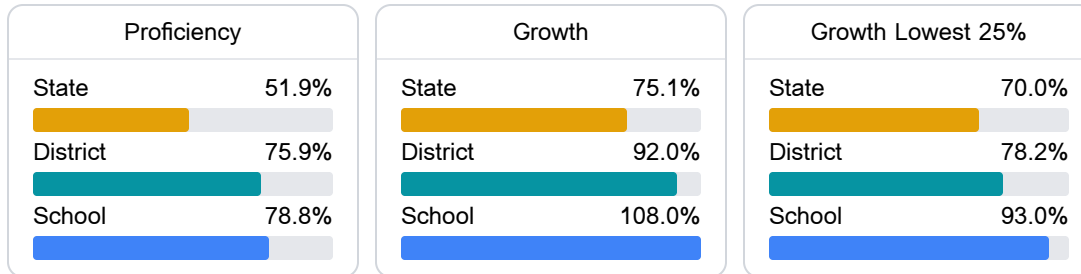 Proficiency
State 51.9%
District 75.9%
School 78.8%
Growth
State 75.1%
District 92.0%
School 108.0%
Growth Lowest 25%
State 70.0%
District 78.2%
School 93.0%